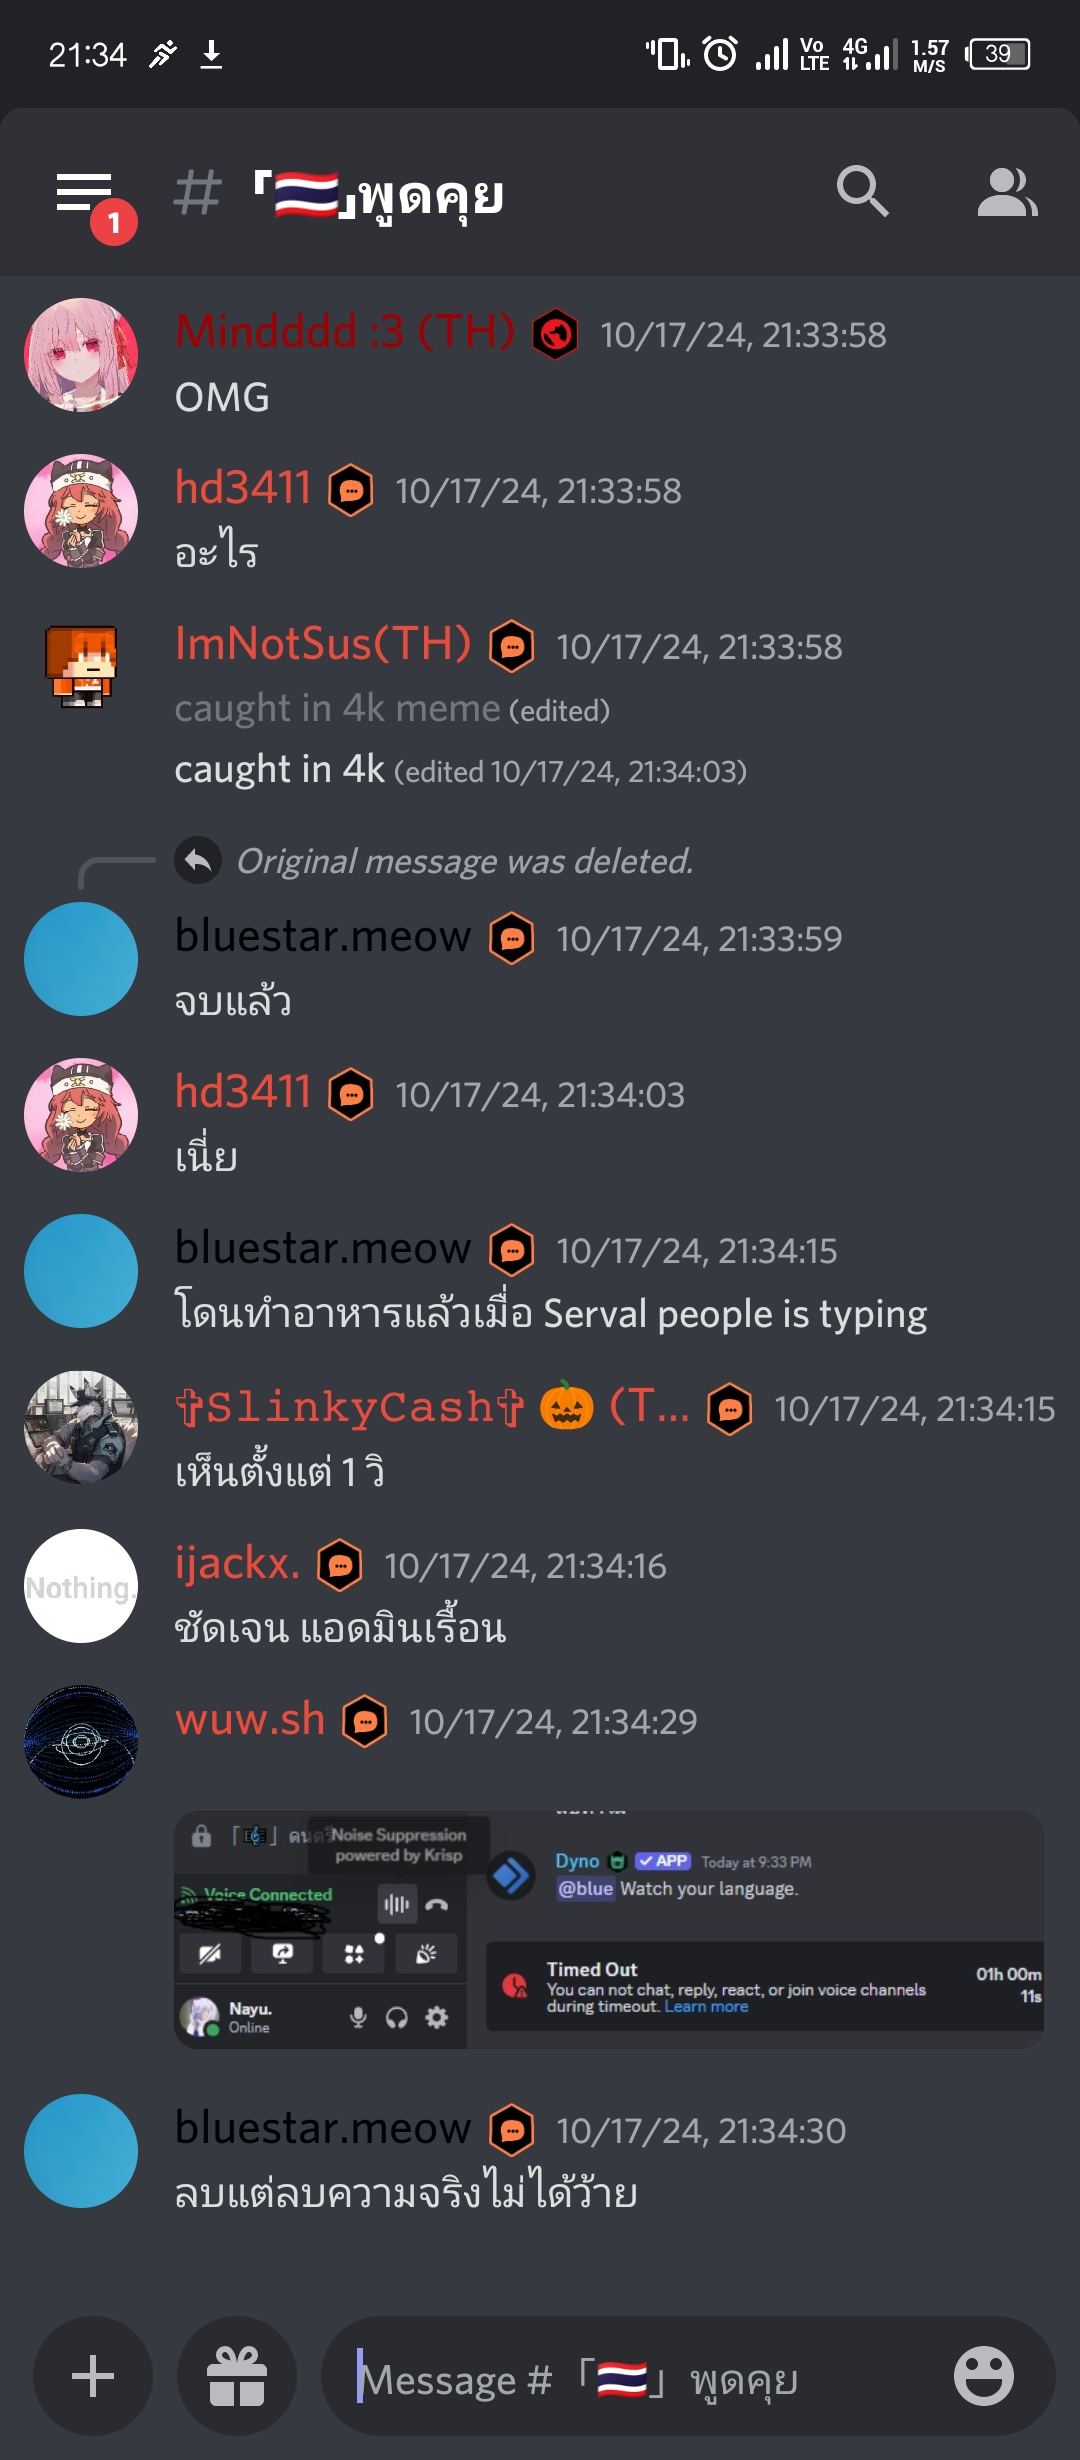 21:34
Vo LTE 4G 1.57 M/S 39
# 「🇹🇭」พูดคุย
1
Mindddd :3 (TH) 10/17/24, 21:33:58
OMG
hd3411 10/17/24, 21:33:58
อะไร
ImNotSus(TH) 10/17/24, 21:33:58
caught in 4k meme (edited)
caught in 4k (edited 10/17/24, 21:34:03)
Original message was deleted.
bluestar.meow 10/17/24, 21:33:59
จบแล้ว
hd3411 10/17/24, 21:34:03
เนี่ย
bluestar.meow 10/17/24, 21:34:15
โดนทำอาหารแล้วเมื่อ Serval people is typing
✞SlinkyCash✞ 🎃 (T... 10/17/24, 21:34:15
เห็นตั้งแต่ 1 วิ
Nothing.
ijackx. 10/17/24, 21:34:16
ชัดเจน แอดมินเรื้อน
wuw.sh 10/17/24, 21:34:29
「🎼」 ดนตรี
Noise Suppression
powered by Krisp
Voice Connected
Nayu.
Online
Dyno ✓ APP Today at 9:33 PM
@blue Watch your language.
Timed Out
You can not chat, reply, react, or join voice channels
during timeout. Learn more
01h 00m
11s
bluestar.meow 10/17/24, 21:34:30
ลบแต่ลบความจริงไม่ได้ว้าย
Message #「🇹🇭」พูดคุย